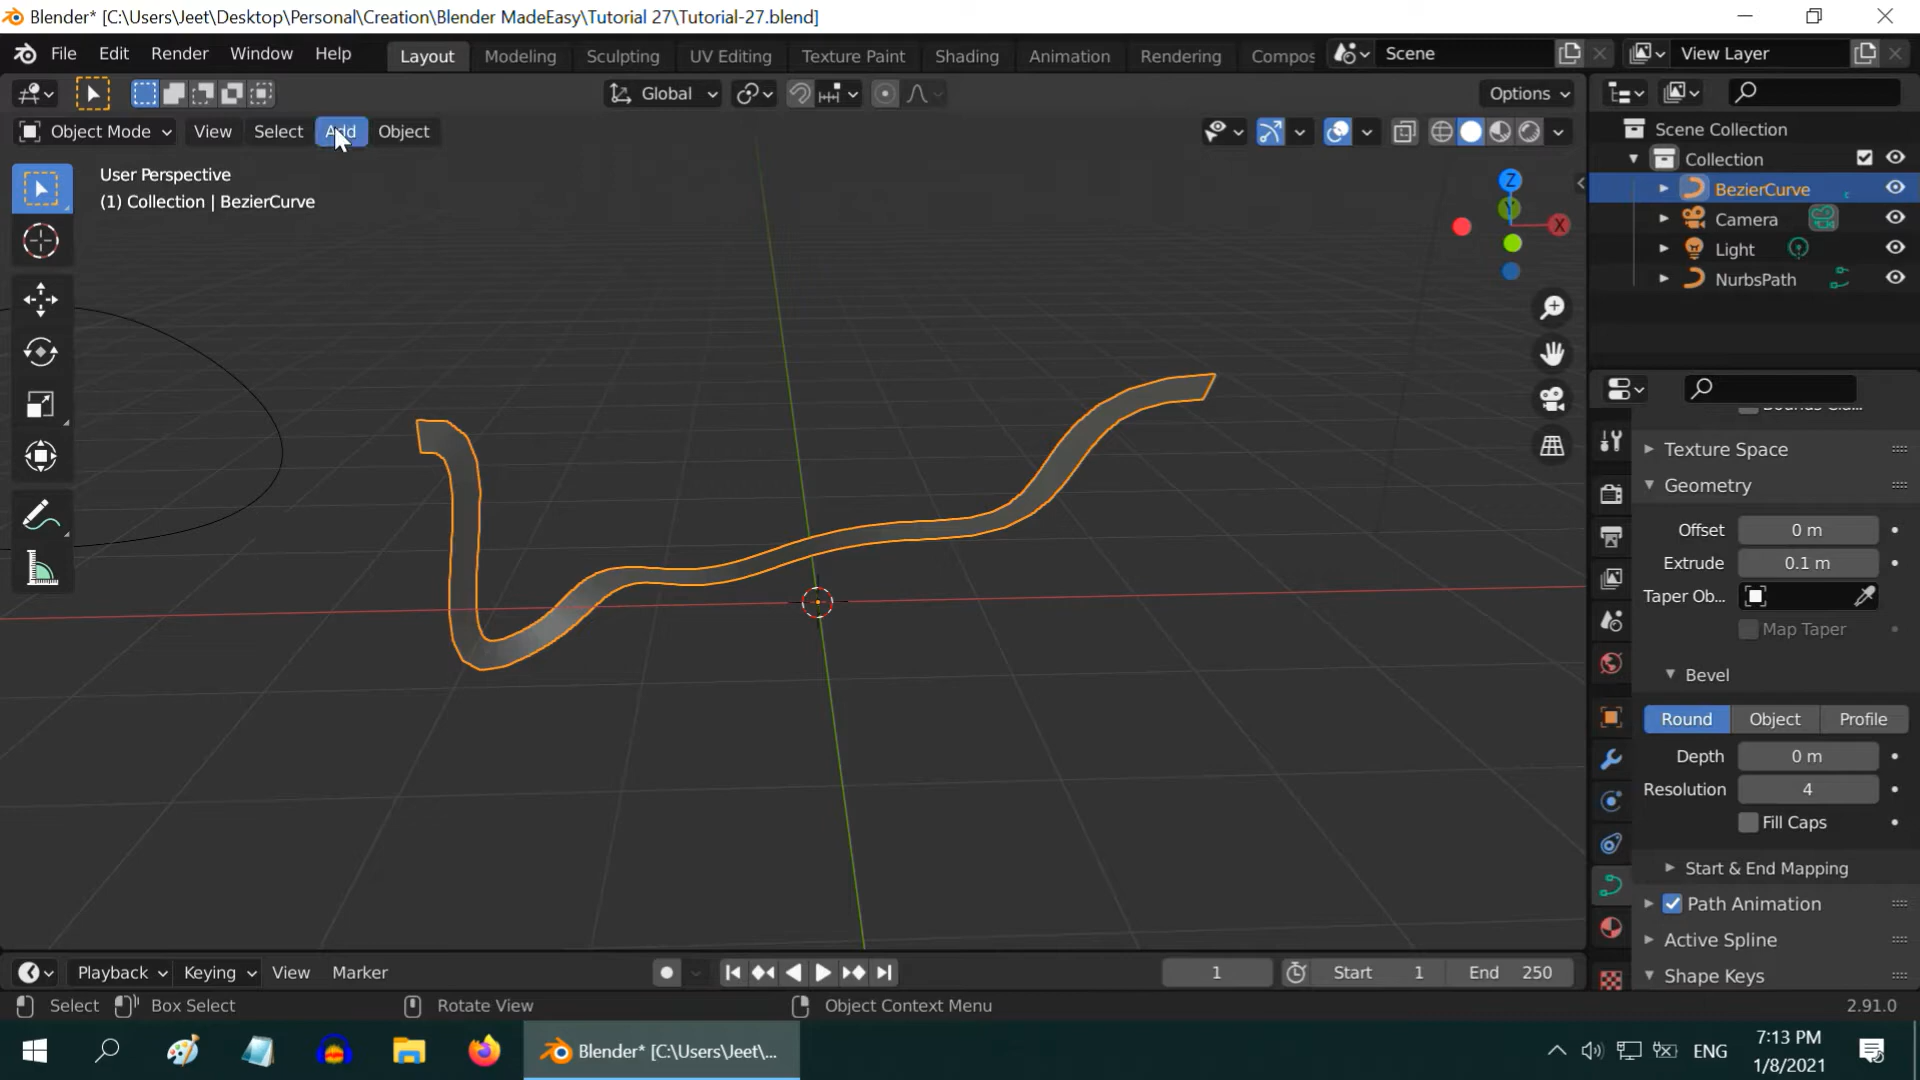 Blender* [C:\Users\Jeet\Desktop\Personal\Creation\Blender MadeEasy\Tutorial 27\Tutorial-27.blend]
File Edit Render Window Help Layout Modeling Sculpting UV Editing Texture Paint Shading Animation Rendering Compos Scene View Layer
Global Options
Object Mode View Select Add Object
User Perspective
(1) Collection | BezierCurve
Z
Y
X
Scene Collection
Collection
BezierCurve
Camera
Light
NurbsPath
Texture Space
Geometry
Offset 0 m
Extrude 0.1 m
Taper Ob...
Map Taper
Bevel
Round Object Profile
Depth 0 m
Resolution 4
Fill Caps
Start & End Mapping
Path Animation
Active Spline
Shape Keys
Playback Keying View Marker 1 Start 1 End 250
Select Box Select Rotate View Object Context Menu 2.91.0
Blender* [C:\Users\Jeet\... ENG 7:13 PM
1/8/2021